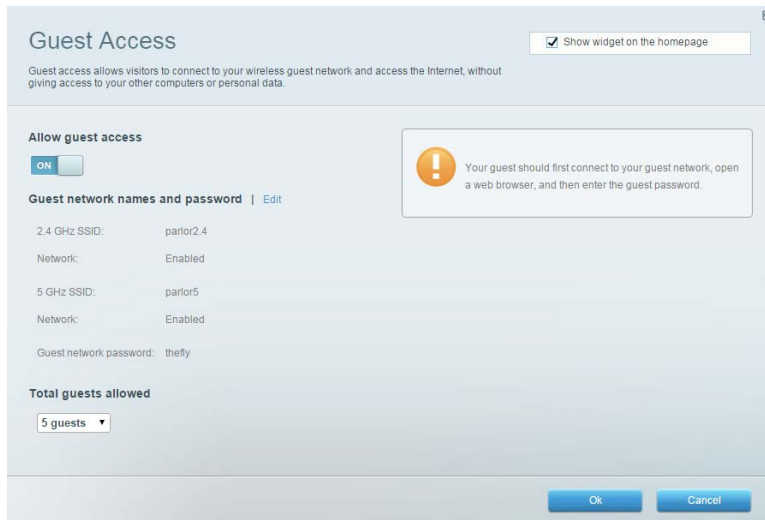 Guest Access
Show widget on the homepage
Guest access allows visitors to connect to your wireless guest network and access the Internet, without
giving access to your other computers or personal data.
Allow guest access
ON
Your guest should first connect to your guest network, open
a web browser, and then enter the guest password.
Guest network names and password | Edit
2.4 GHz SSID: parlor2.4
Network: Enabled
5 GHz SSID: parlor5
Network: Enabled
Guest network password: thefly
Total guests allowed
5 guests
Ok
Cancel